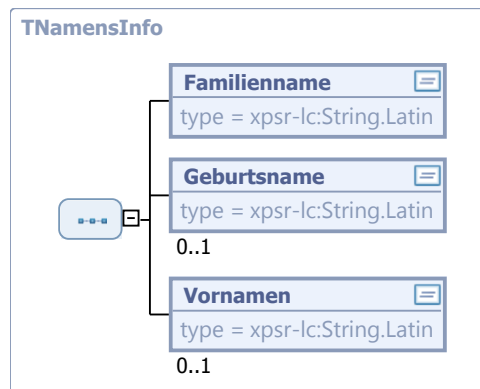 TNamensInfo
Familienname
type = xpsr-lc:String.Latin
Geburtsname
type = xpsr-lc:String.Latin
0..1
Vornamen
type = xpsr-lc:String.Latin
0..1